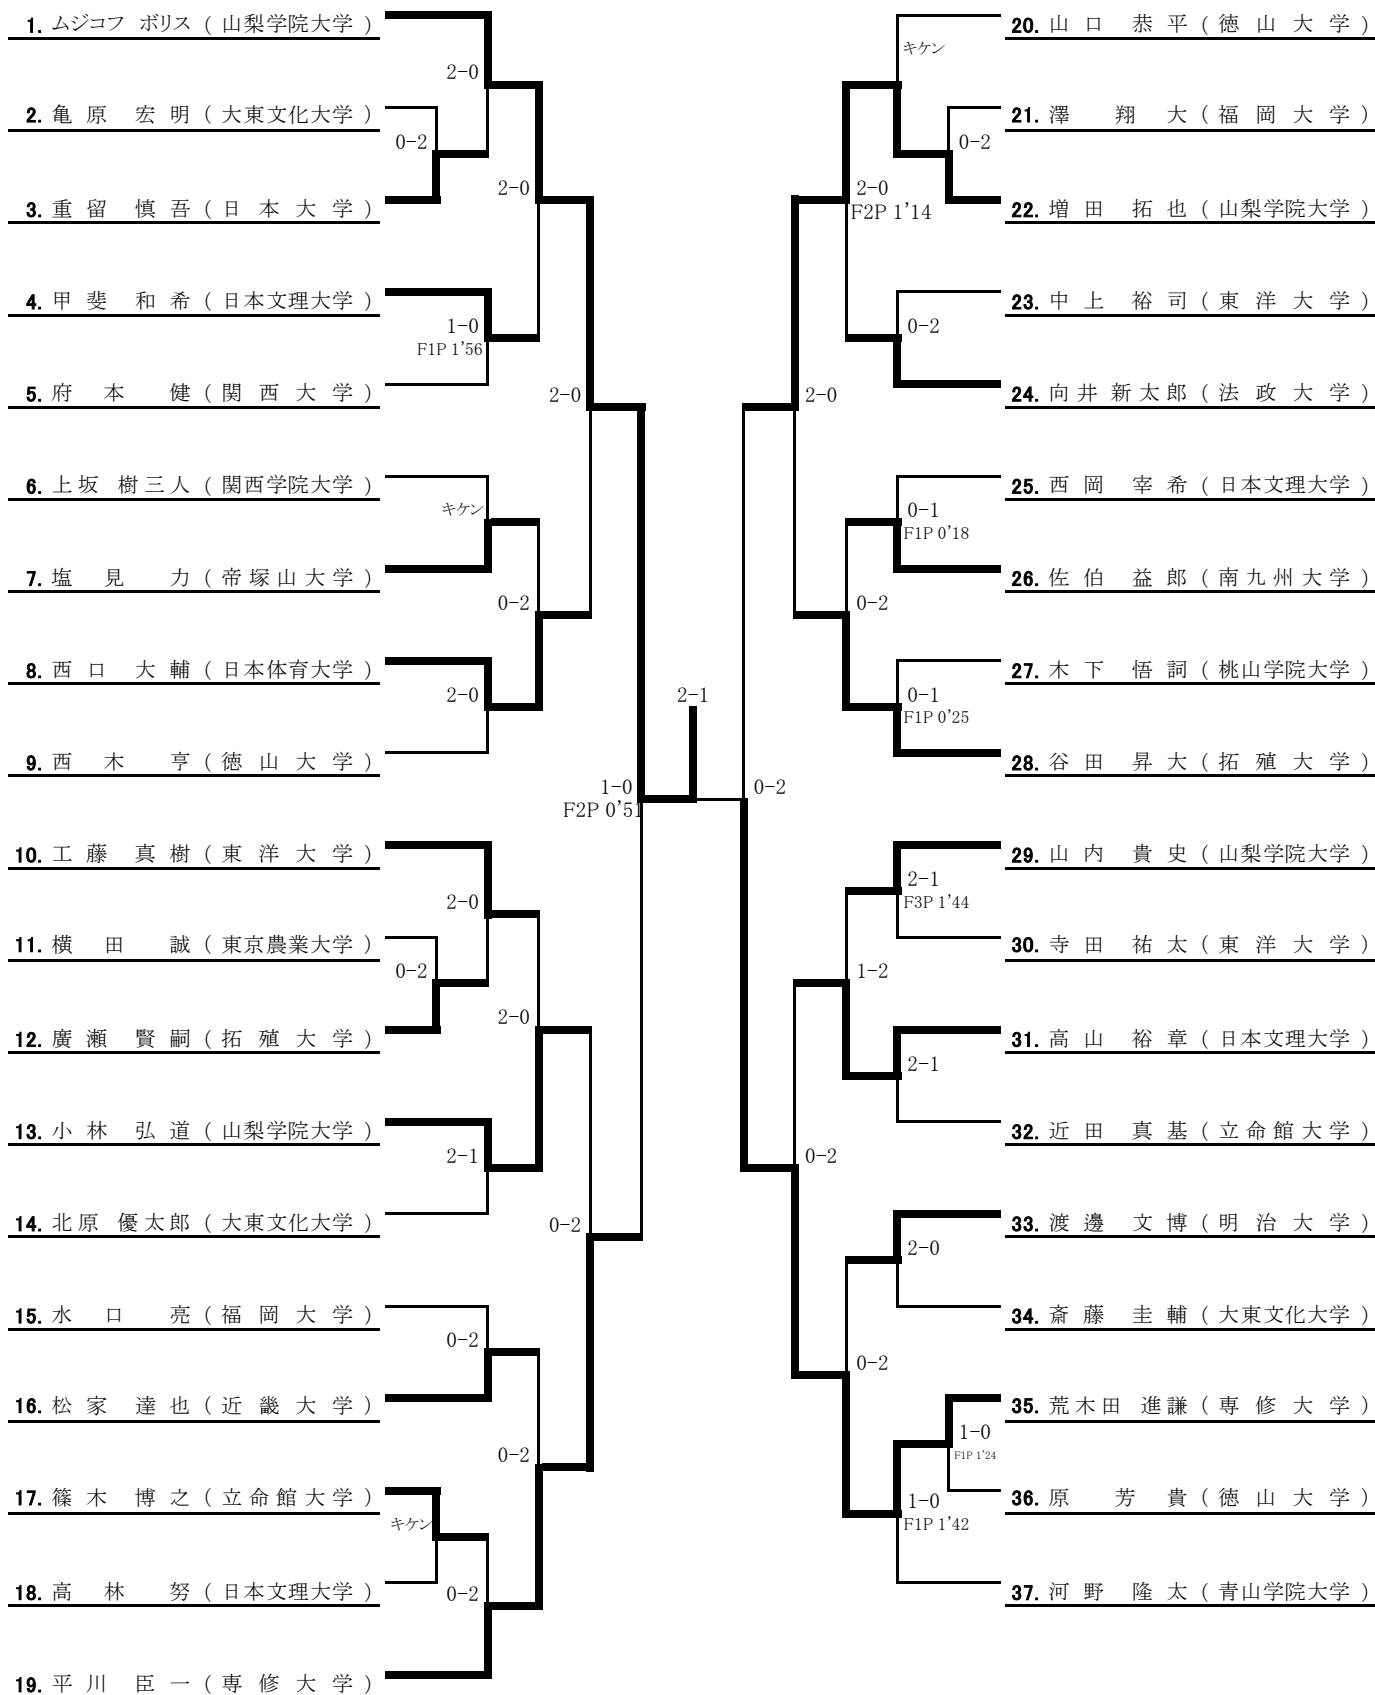 1. ムジコフ ボリス ( 山梨学院大学 )
2-0
2. 亀 原 宏 明 ( 大東文化大学 )
0-2
3. 重 留 慎 吾 ( 日 本 大 学 )
2-0
4. 甲 斐 和 希 ( 日本文理大学 )
1-0
F1P 1'56
5. 府 本 健 ( 関 西 大 学 )
2-0
6. 上 坂 樹 三 人 ( 関西学院大学 )
キケン
7. 塩 見 力 ( 帝 塚 山 大 学 )
0-2
8. 西 口 大 輔 ( 日本体育大学 )
2-0
9. 西 木 亨 ( 徳 山 大 学 )
1-0
F2P 0'51
10. 工 藤 真 樹 ( 東 洋 大 学 )
2-0
11. 横 田 誠 ( 東京農業大学 )
0-2
12. 廣 瀬 賢 嗣 ( 拓 殖 大 学 )
2-0
13. 小 林 弘 道 ( 山梨学院大学 )
2-1
14. 北 原 優 太 郎 ( 大東文化大学 )
0-2
15. 水 口 亮 ( 福 岡 大 学 )
0-2
16. 松 家 達 也 ( 近 畿 大 学 )
0-2
17. 篠 木 博 之 ( 立 命 館 大 学 )
キケン
18. 高 林 努 ( 日本文理大学 )
0-2
19. 平 川 臣 一 ( 専 修 大 学 )
2-1
20. 山 口 恭 平 ( 徳 山 大 学 )
キケン
21. 澤 翔 大 ( 福 岡 大 学 )
0-2
22. 増 田 拓 也 ( 山梨学院大学 )
2-0
F2P 1'14
23. 中 上 裕 司 ( 東 洋 大 学 )
0-2
24. 向 井 新 太 郎 ( 法 政 大 学 )
2-0
25. 西 岡 宰 希 ( 日本文理大学 )
0-1
F1P 0'18
26. 佐 伯 益 郎 ( 南 九 州 大 学 )
0-2
27. 木 下 悟 詞 ( 桃山学院大学 )
0-1
F1P 0'25
28. 谷 田 昇 大 ( 拓 殖 大 学 )
0-2
29. 山 内 貴 史 ( 山梨学院大学 )
2-1
F3P 1'44
30. 寺 田 祐 太 ( 東 洋 大 学 )
1-2
31. 高 山 裕 章 ( 日本文理大学 )
2-1
32. 近 田 真 基 ( 立 命 館 大 学 )
0-2
33. 渡 邊 文 博 ( 明 治 大 学 )
2-0
34. 斎 藤 圭 輔 ( 大東文化大学 )
0-2
35. 荒 木 田 進 謙 ( 専 修 大 学 )
1-0
F1P 1'24
36. 原 芳 貴 ( 徳 山 大 学 )
1-0
F1P 1'42
37. 河 野 隆 太 ( 青山学院大学 )